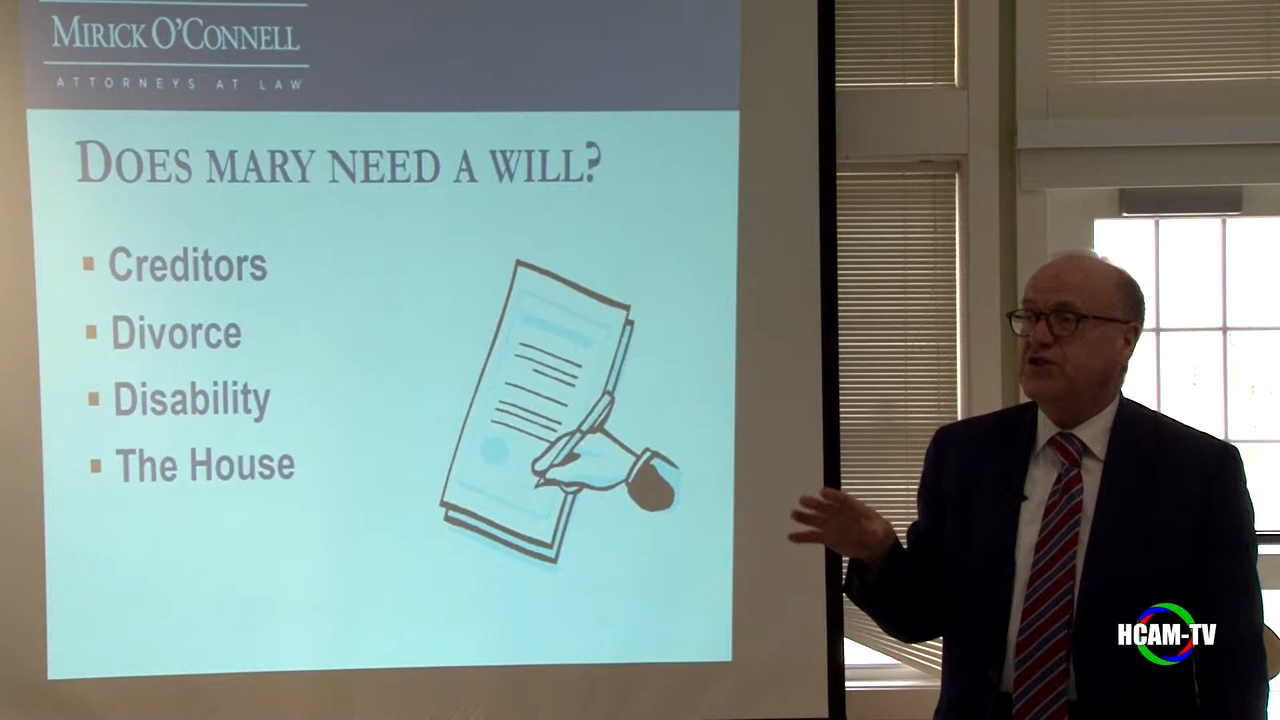 MIRICK O'CONNELL
ATTORNEYS AT LAW
DOES MARY NEED A WILL?
▪ Creditors
▪ Divorce
▪ Disability
▪ The House
HCAM-TV